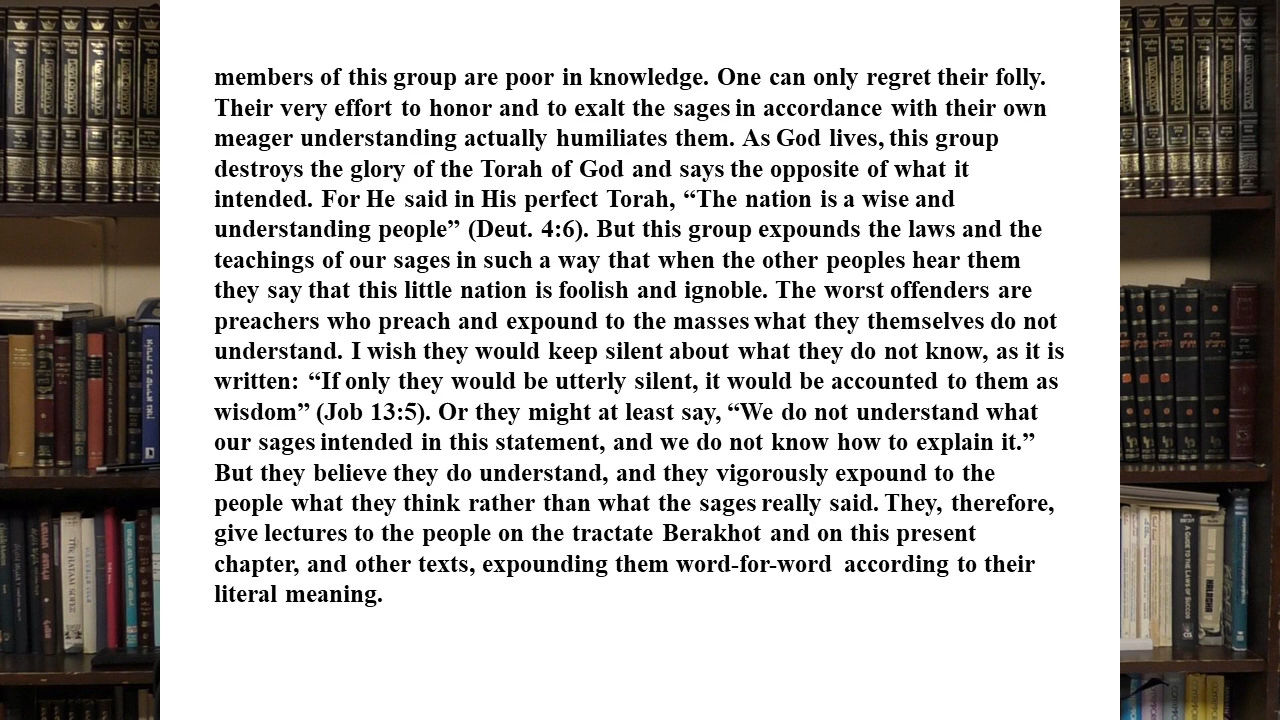 members of this group are poor in knowledge. One can only regret their folly.
Their very effort to honor and to exalt the sages in accordance with their own
meager understanding actually humiliates them. As God lives, this group
destroys the glory of the Torah of God and says the opposite of what it
intended. For He said in His perfect Torah, “The nation is a wise and
understanding people” (Deut. 4:6). But this group expounds the laws and the
teachings of our sages in such a way that when the other peoples hear them
they say that this little nation is foolish and ignoble. The worst offenders are
preachers who preach and expound to the masses what they themselves do not
understand. I wish they would keep silent about what they do not know, as it is
written: “If only they would be utterly silent, it would be accounted to them as
wisdom” (Job 13:5). Or they might at least say, “We do not understand what
our sages intended in this statement, and we do not know how to explain it.”
But they believe they do understand, and they vigorously expound to the
people what they think rather than what the sages really said. They, therefore,
give lectures to the people on the tractate Berakhot and on this present
chapter, and other texts, expounding them word-for-word according to their
literal meaning.
THE HATAM SOFER
A GUIDE TO THE LAWS OF
HALACHA